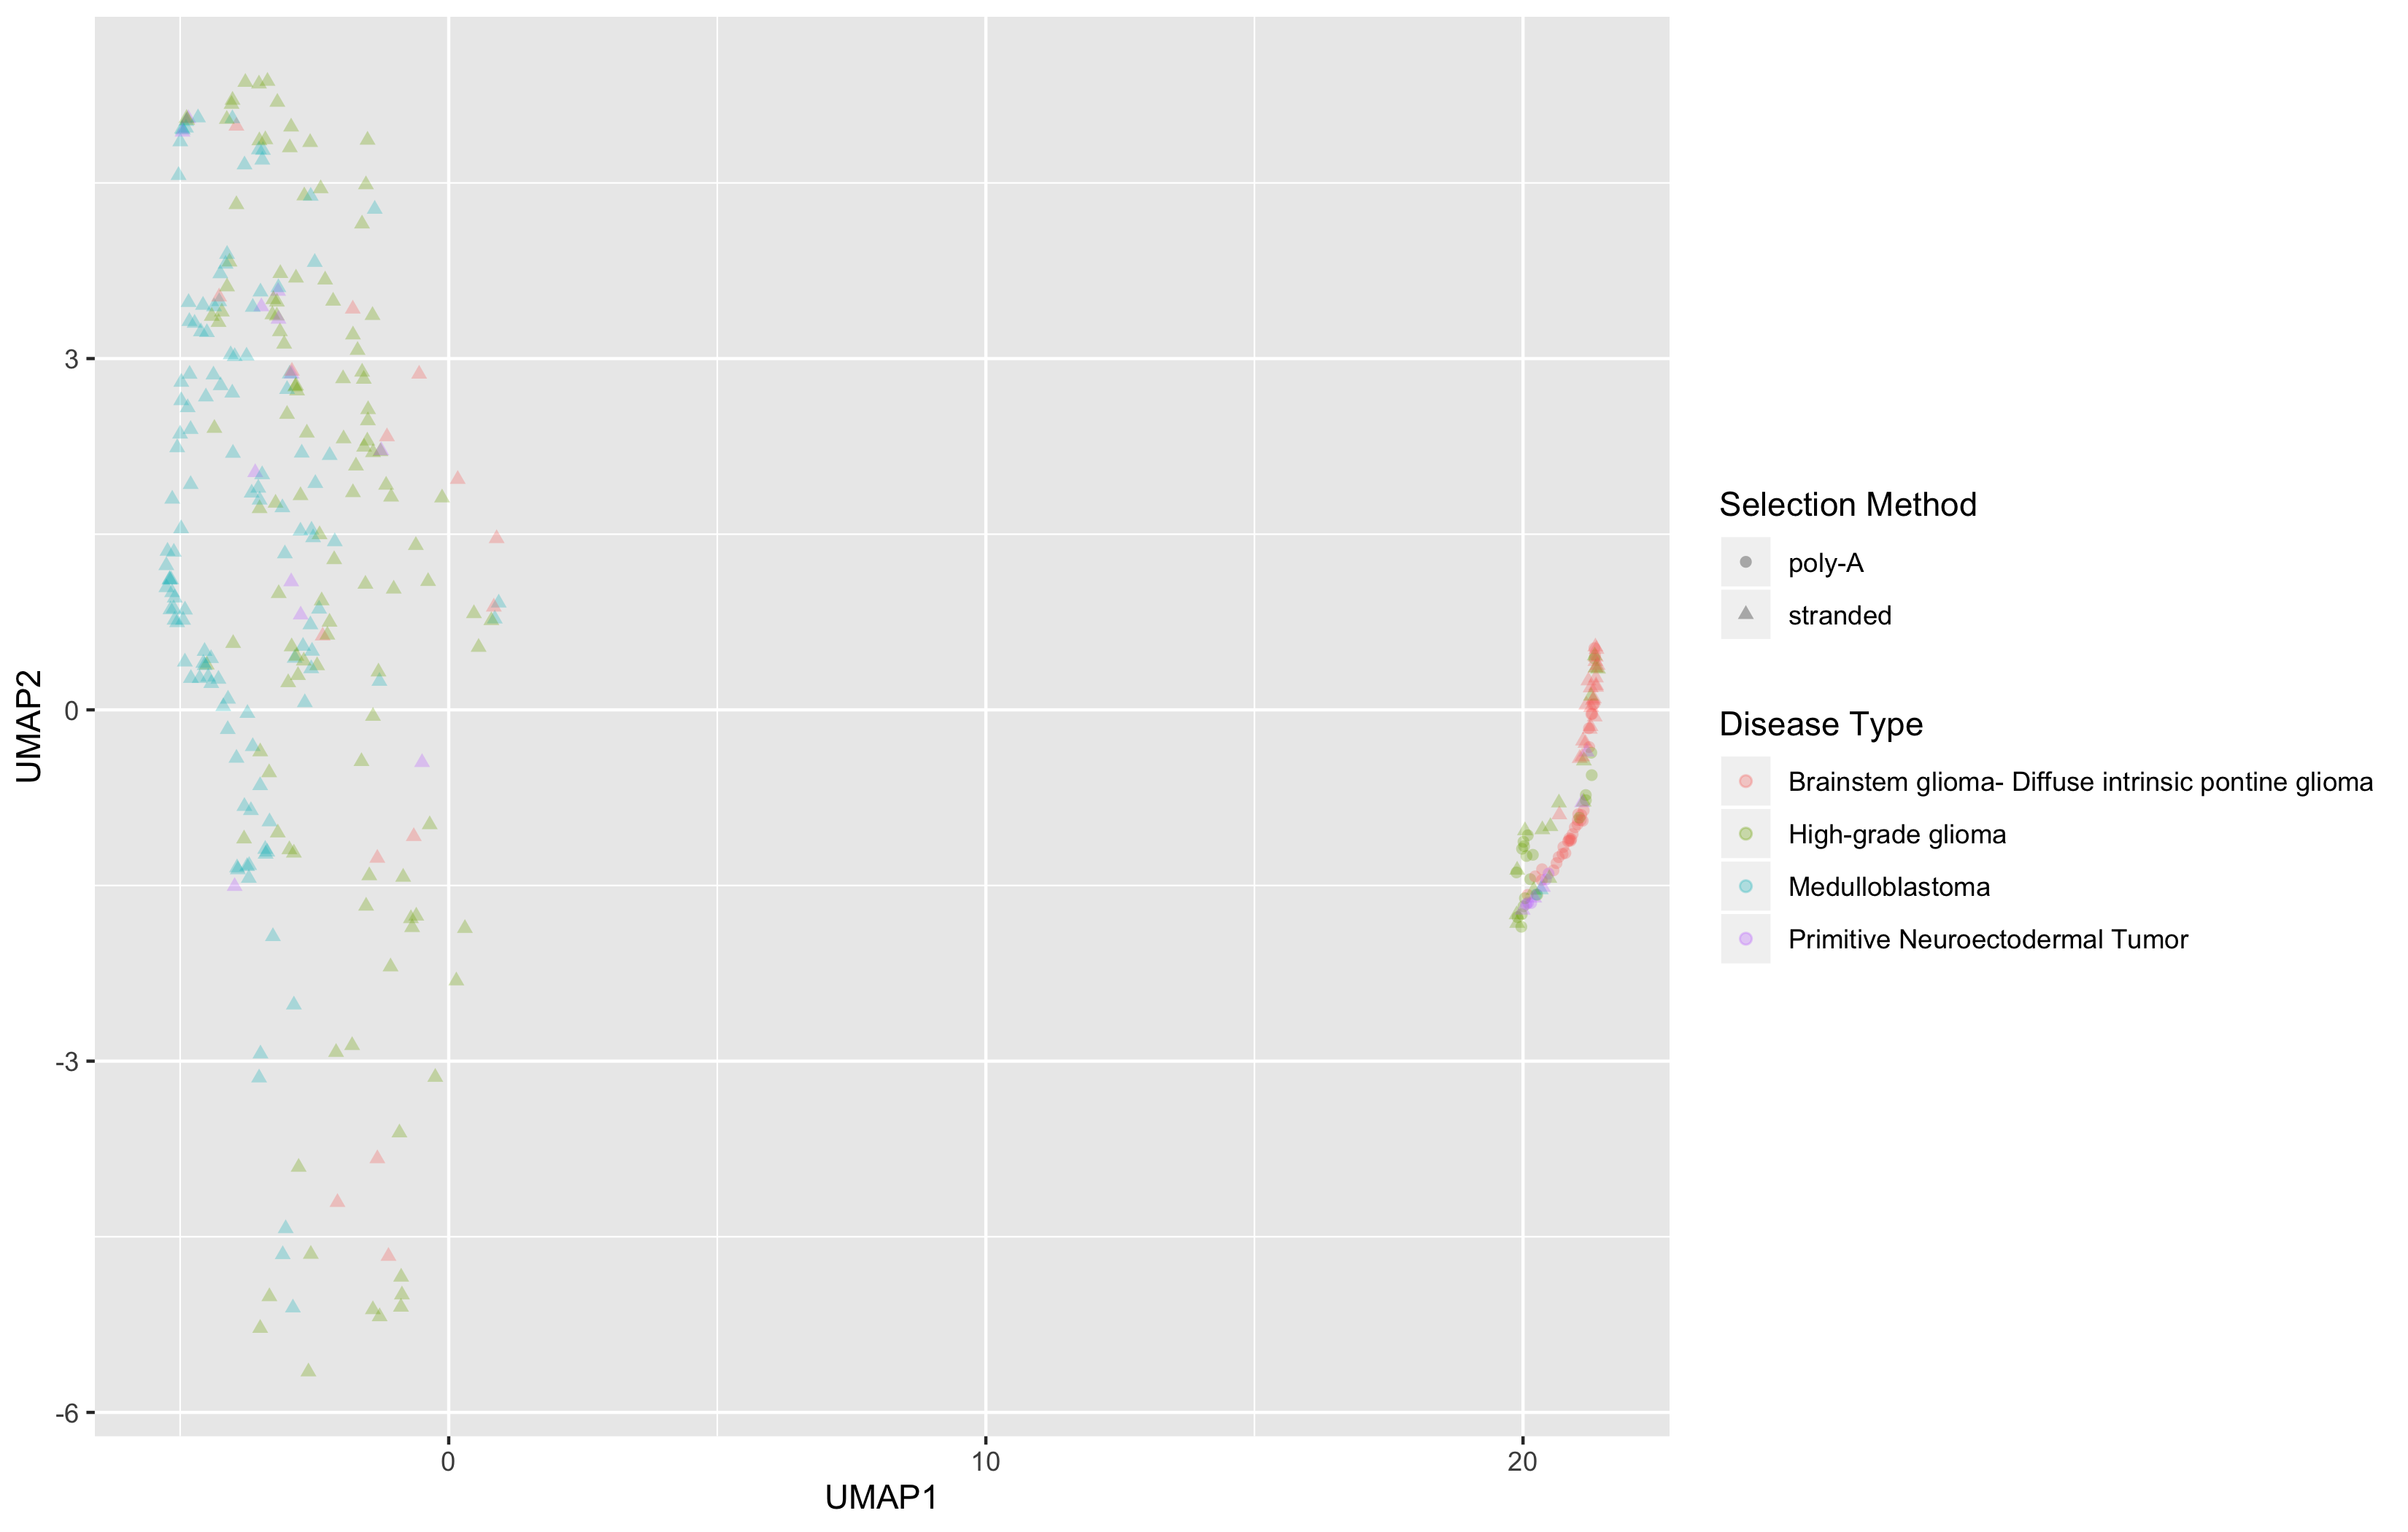 3
0
-3
-6
UMAP2
0
10
20
UMAP1
Selection Method
poly-A
stranded
Disease Type
Brainstem glioma- Diffuse intrinsic pontine glioma
High-grade glioma
Medulloblastoma
Primitive Neuroectodermal Tumor